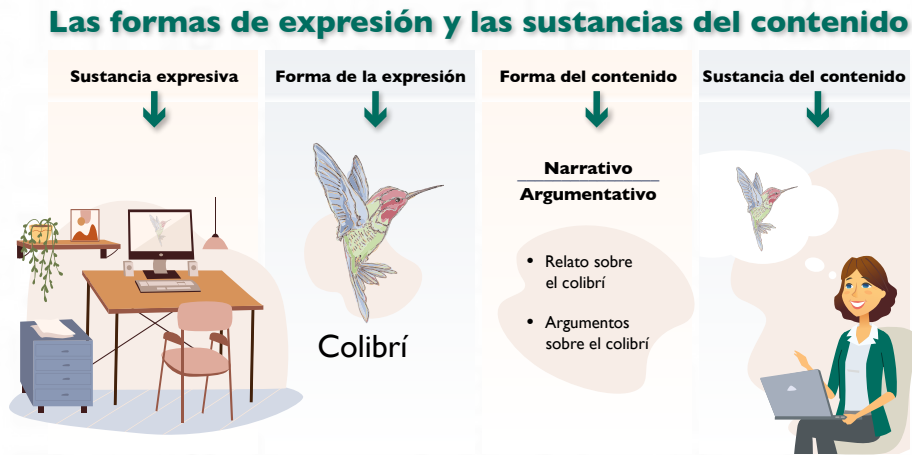 Las formas de expresión y las sustancias del contenido
Sustancia expresiva
Forma de la expresión
Forma del contenido
Sustancia del contenido
Colibrí
Narrativo
Argumentativo
• Relato sobre
el colibrí
• Argumentos
sobre el colibrí